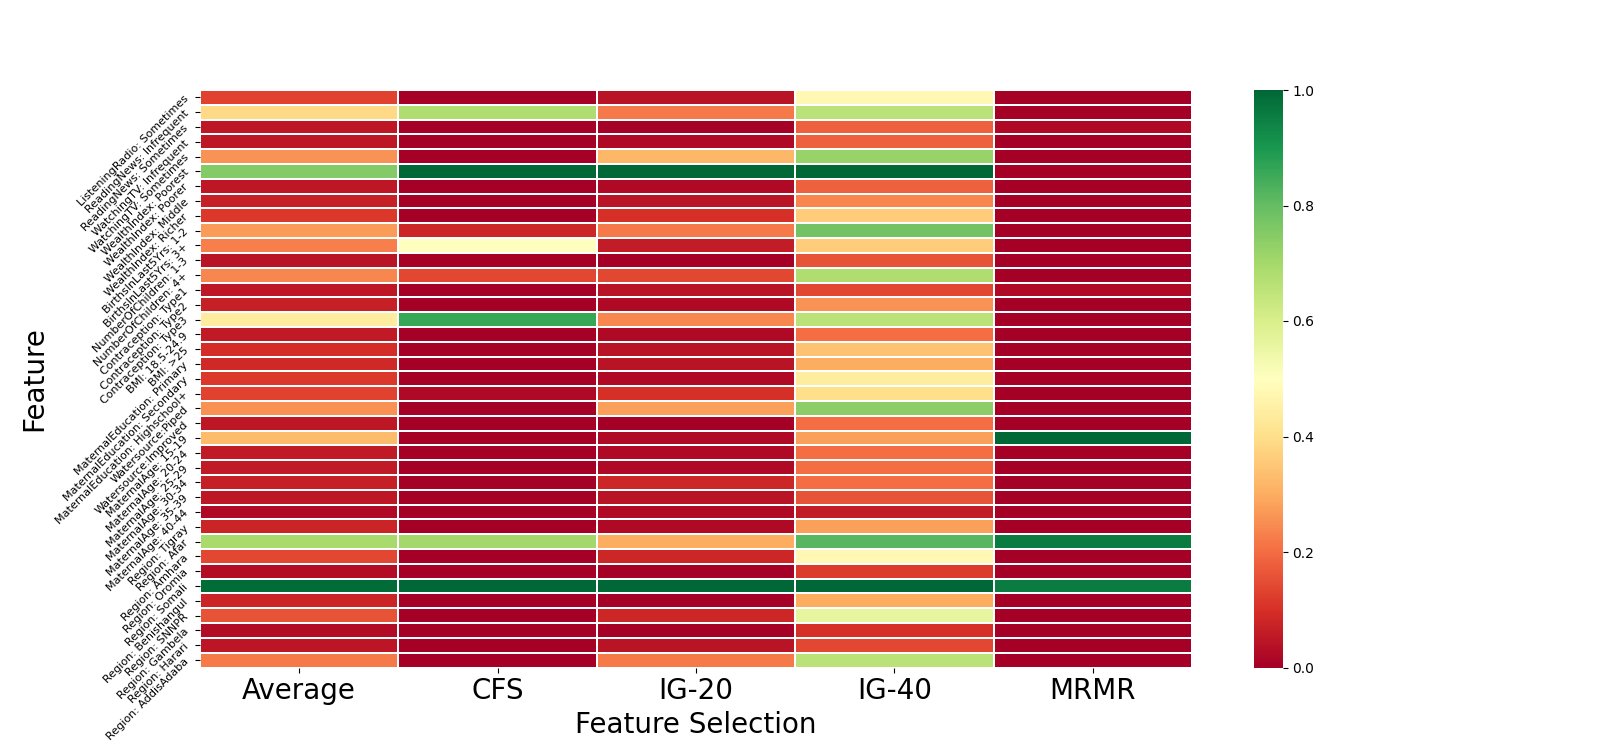 1.0
0.8
0.6
0.4
0.2
0.0
Feature
ListeningRadio: Sometimes
ReadingNews: Infrequent
ReadingNews: Sometimes
WatchingTV: Infrequent
WatchingTV: Sometimes
WealthIndex: Poorest
WealthIndex: Poorer
WealthIndex: Middle
WealthIndex: Richer
BirthsInLast5Yrs: 1-2
BirthsInLast5Yrs: 3+
NumberOfChildren: 1-3
NumberOfChildren: 4+
Contraception: Type1
Contraception: Type2
Contraception: Type3
BMI: 18.5-24.9
BMI: >25
MaternalEducation: Primary
MaternalEducation: Secondary
MaternalEducation: Highschool+
Watersource:Piped
Watersource:Improved
MaternalAge: 15-19
MaternalAge: 20-24
MaternalAge: 25-29
MaternalAge: 30-34
MaternalAge: 35-39
MaternalAge: 40-44
Region: Tigray
Region: Afar
Region: Amhara
Region: Oromia
Region: Somali
Region: Benishangul
Region: SNNPR
Region: Gambela
Region: Harari
Region: AddisAdaba
Average CFS IG-20 IG-40 MRMR
Feature Selection